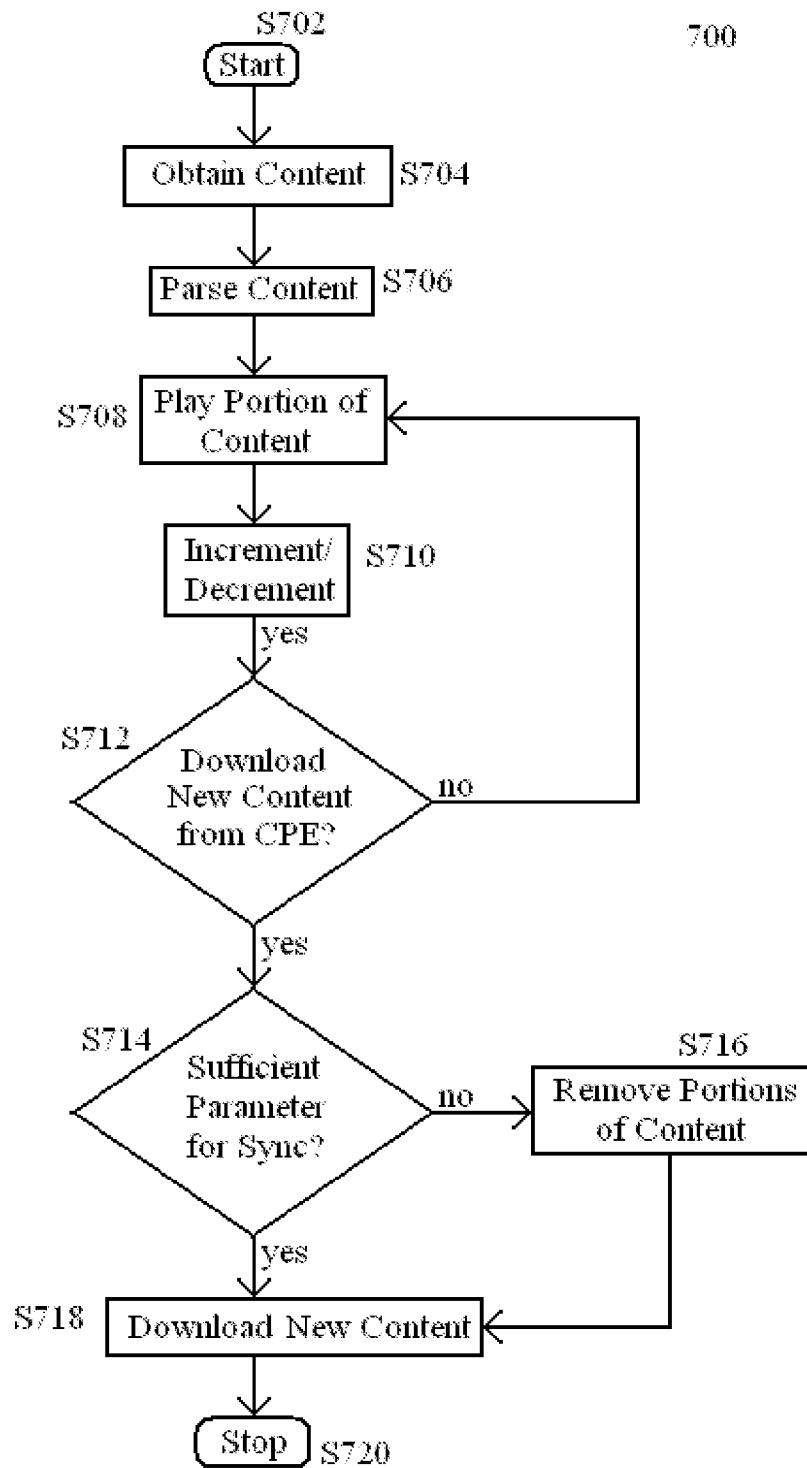 S702
700
Start
Obtain Content
S704
Parse Content
S706
S708
Play Portion of
Content
Increment/
Decrement
S710
yes
S712
Download
New Content
from CPE?
no
yes
S714
Sufficient
Parameter
for Sync?
no
S716
Remove Portions
of Content
yes
S718
Download New Content
Stop
S720